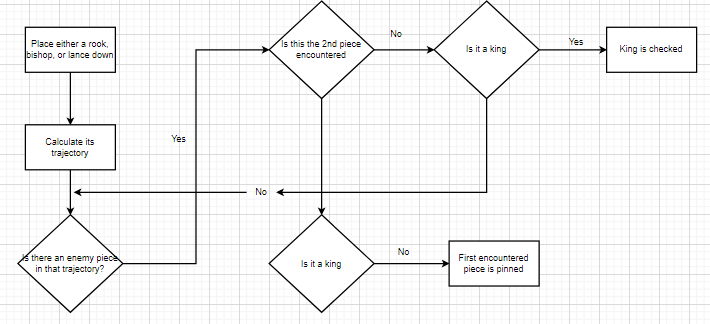 Place either a rook,
bishop, or lance down
Calculate its
trajectory
Is there an enemy piece
in that trajectory?
Yes
Is this the 2nd piece
encountered
No
Is it a king
Yes
King is checked
No
Is it a king
No
First encountered
piece is pinned